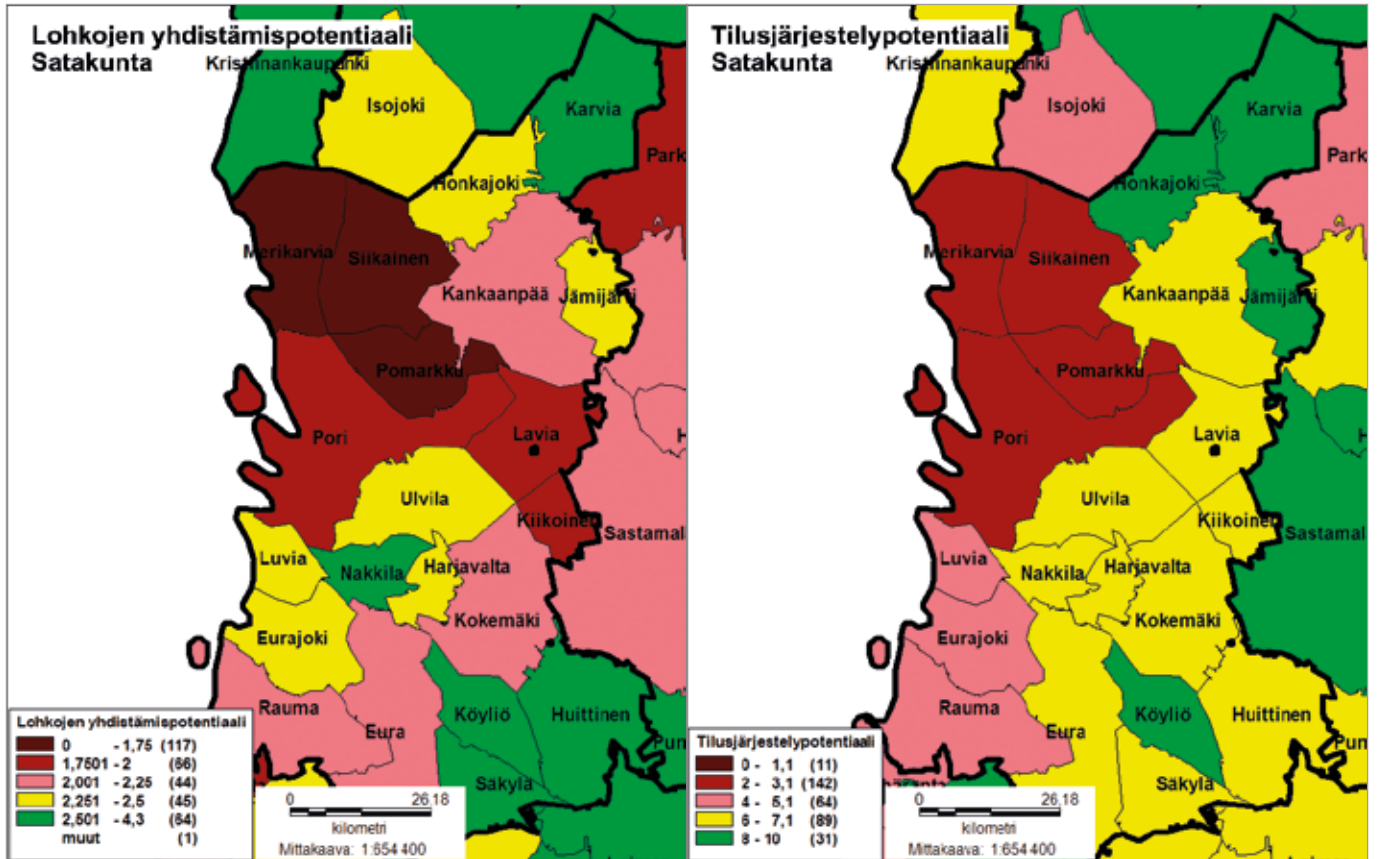 Lohkojen yhdistämispotentiaali
Satakunta
Kristiinankaupunki
Isojoki
Karvia
Park
Honkajoki
Merikarvia
Siikainen
Kankaanpää
Jämijärvi
Pomarkku
Pori
Lavia
H
Ulvila
Kiikoinen
Sastamal
Luvia
Nakkila
Harjavalta
Eurajoki
Kokemäki
Rauma
Eura
Köyliö
Huittinen
Pun
Säkylä
Lohkojen yhdistämispotentiaali
0 - 1,75 (117)
1,7501 - 2 (66)
2,001 - 2,25 (44)
2,251 - 2,5 (45)
2,501 - 4,3 (64)
muut (1)
0 26,18
kilometri
Mittakaava: 1:654 400
Tilusjärjestelypotentiaali
Satakunta
Kristiinankaupunki
Isojoki
Karvia
Park
Honkajoki
Merikarvia
Siikainen
Kankaanpää
Jämijärvi
Pomarkku
Pori
Lavia
H
Ulvila
Kiikoinen
Sastamal
Luvia
Nakkila
Harjavalta
Eurajoki
Kokemäki
Rauma
Eura
Köyliö
Huittinen
Pun
Säkylä
Tilusjärjestelypotentiaali
0 - 1,1 (11)
2 - 3,1 (142)
4 - 5,1 (64)
6 - 7,1 (89)
8 - 10 (31)
0 26,18
kilometri
Mittakaava: 1:654 400